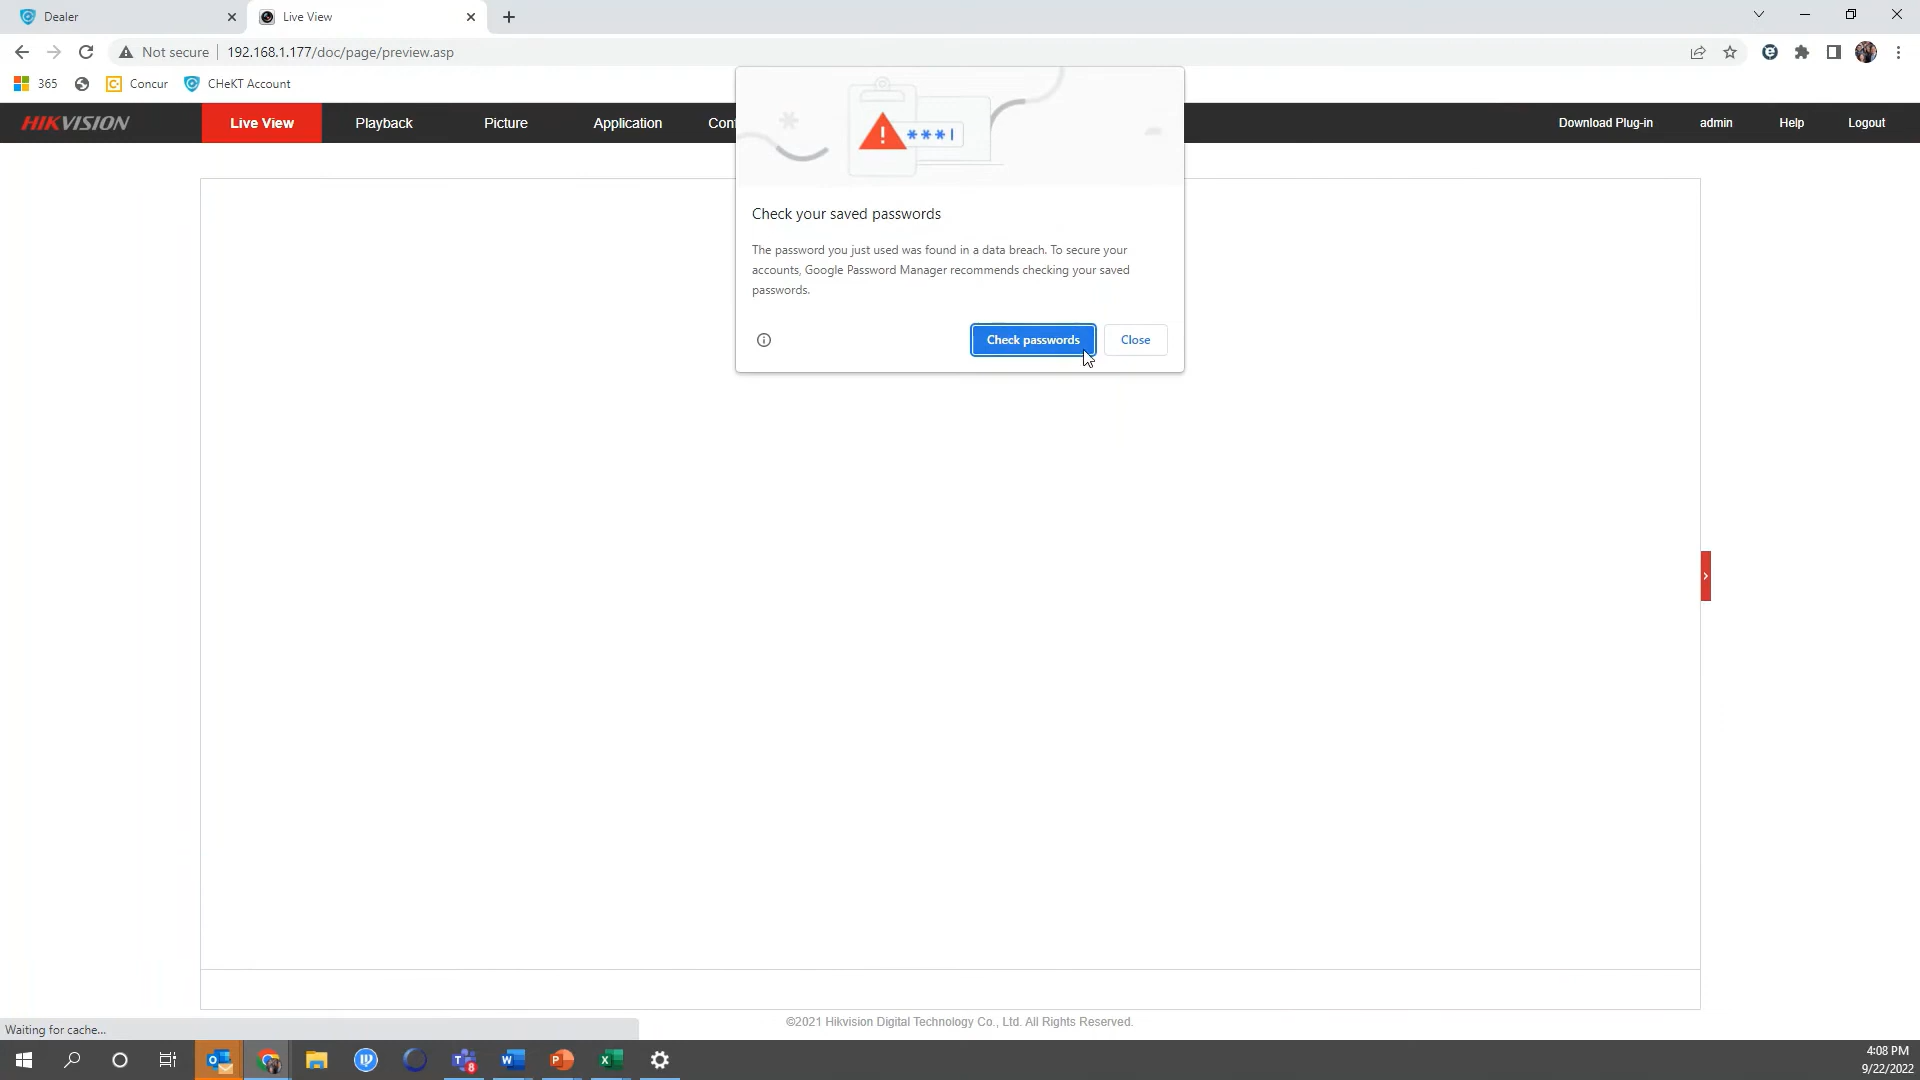 Dealer
Live View
Not secure
192.168.1.177/doc/page/preview.asp
365
Concur
CHeKT Account
HIKVISION
Live View
Playback
Picture
Application
Download Plug-in
admin
Help
Logout
***
Check your saved passwords
The password you just used was found in a data breach. To secure your
accounts, Google Password Manager recommends checking your saved
passwords.
Check passwords
Close
©2021 Hikvision Digital Technology Co., Ltd. All Rights Reserved.
Waiting for cache...
8
4:08 PM
9/22/2022